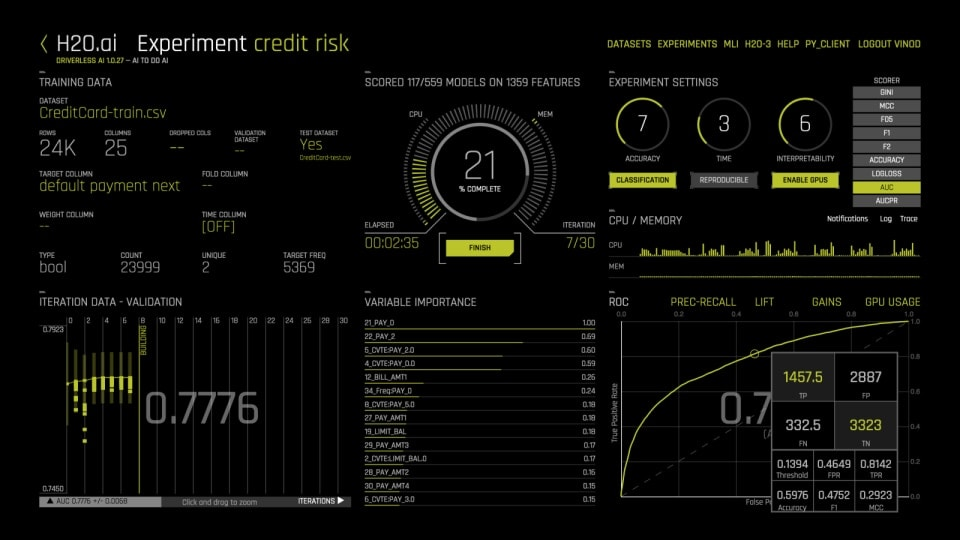 H2O.ai Experiment credit risk
DRIVERLESS AI 1.0.27 – AI TO DO AI
DATASETS EXPERIMENTS MLI H2O-3 HELP PY_CLIENT LOGOUT VINOD
TRAINING DATA
DATASET
CreditCard-train.csv
ROWS COLUMNS DROPPED COLS VALIDATION DATASET TEST DATASET
24K 25 -- -- Yes
CreditCard-test.csv
TARGET COLUMN FOLD COLUMN
default payment next --
WEIGHT COLUMN TIME COLUMN
-- [OFF]
TYPE COUNT UNIQUE TARGET FREQ
bool 23999 2 5369
SCORED 117/559 MODELS ON 1359 FEATURES
CPU MEM
21
% COMPLETE
ELAPSED ITERATION
00:02:35 7/30
FINISH
EXPERIMENT SETTINGS
7 3 6
ACCURACY TIME INTERPRETABILITY
CLASSIFICATION REPRODUCIBLE ENABLE GPUS
SCORER
GINI
MCC
F05
F1
F2
ACCURACY
LOGLOSS
AUC
AUCPR
CPU / MEMORY Notifications Log Trace
CPU
MEM
ITERATION DATA - VALIDATION
0 2 4 6 8 10 12 14 16 18 20 22 24 26 28 30
0.7923
BUILDING
0.7776
0.7450
▲ AUC 0.7776 +/- 0.0058 Click and drag to zoom ITERATIONS ▶
VARIABLE IMPORTANCE
21_PAY_0 1.00
22_PAY_2 0.69
5_CVTE:PAY_2.0 0.60
4_CVTE:PAY_0.0 0.59
12_BILL_AMT1 0.26
34_Freq:PAY_0 0.24
8_CVTE:PAY_5.0 0.18
27_PAY_AMT1 0.18
19_LIMIT_BAL 0.18
29_PAY_AMT3 0.17
2_CVTE:LIMIT_BAL.0 0.17
28_PAY_AMT2 0.16
30_PAY_AMT4 0.15
6_CVTE:PAY_3.0 0.15
ROC PREC-RECALL LIFT GAINS GPU USAGE
0.0 0.2 0.4 0.6 0.8 1.0
1.0
0.8
0.6
0.4
0.2
0.0
True Positive Rate
0.7
(A
False Po
1457.5 2887
TP FP
332.5 3323
FN TN
0.1394 0.4649 0.8142
Threshold FPR TPR
0.5976 0.4752 0.2923
Accuracy F1 MCC